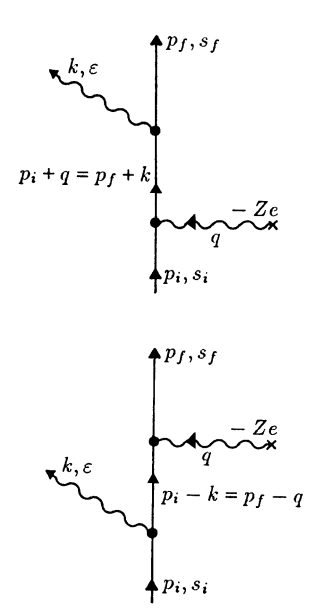 p_f, s_f
k, ε
p_i + q = p_f + k
− Ze
q
p_i, s_i
p_f, s_f
− Ze
q
k, ε
p_i − k = p_f − q
p_i, s_i